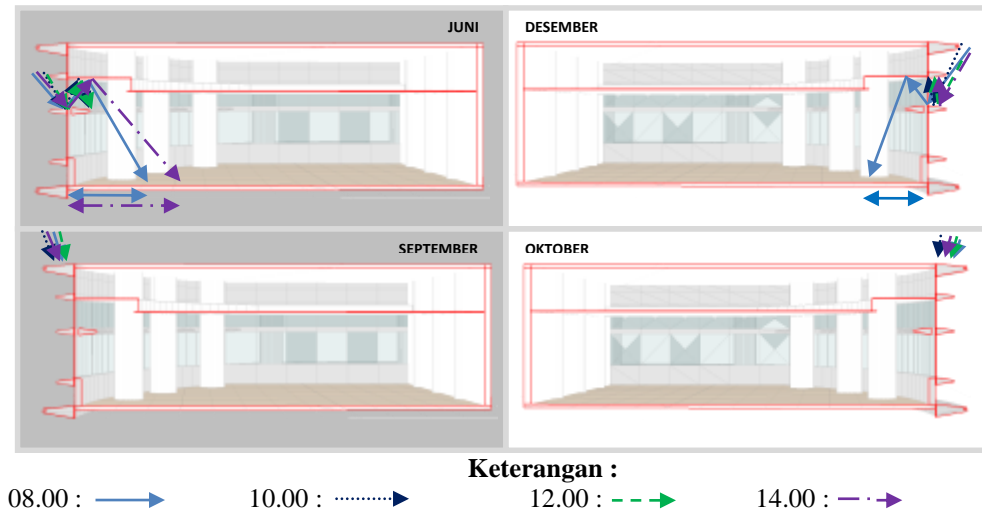 JUNI
DESEMBER
SEPTEMBER
OKTOBER
Keterangan :
08.00 : 10.00 : 12.00 : 14.00 :